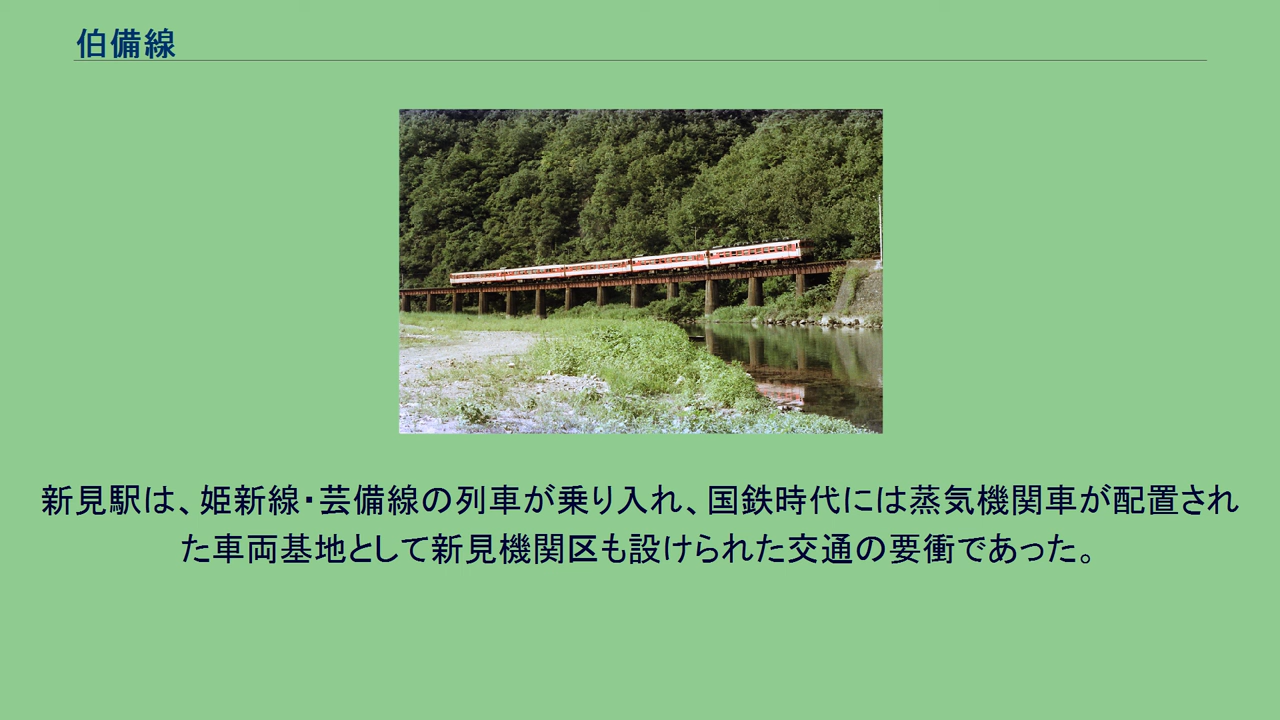 伯備線
新見駅は、姫新線・芸備線の列車が乗り入れ、国鉄時代には蒸気機関車が配置され
た車両基地として新見機関区も設けられた交通の要衝であった。